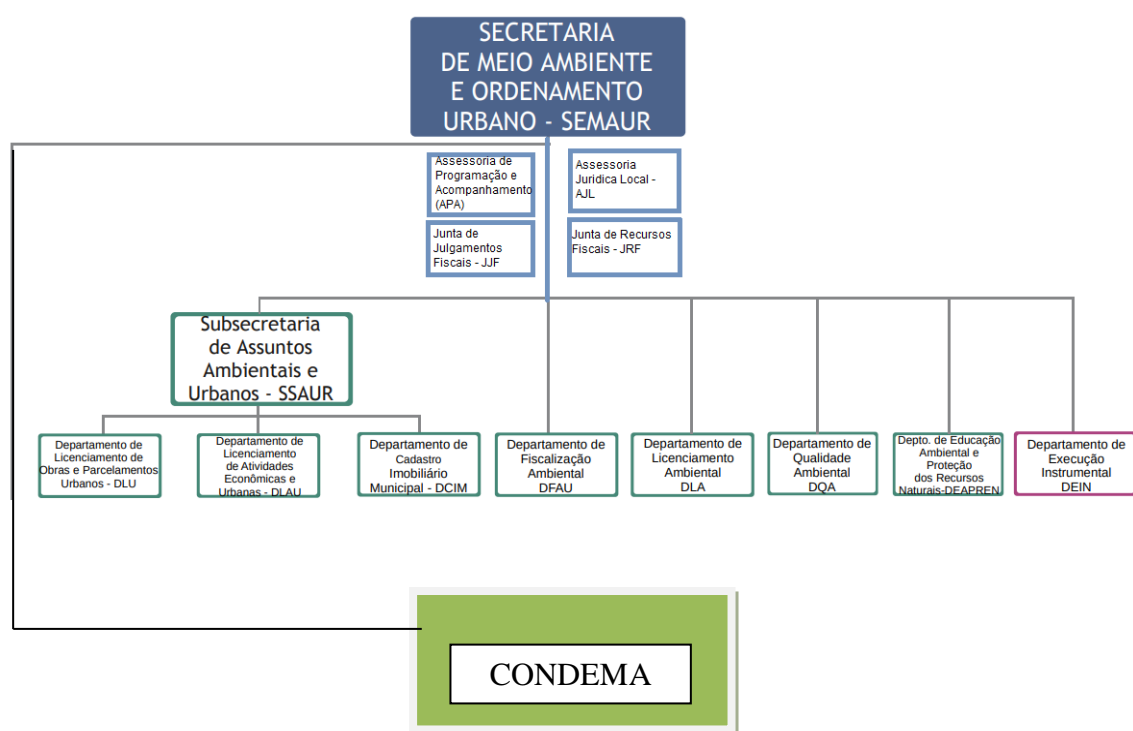 SECRETARIA
DE MEIO AMBIENTE
E ORDENAMENTO
URBANO - SEMAUR
Assessoria de
Programação e
Acompanhamento
(APA)
Assessoria
Juridica Local -
AJL
Junta de
Julgamentos
Fiscais - JJF
Junta de Recursos
Fiscais - JRF
Subsecretaria
de Assuntos
Ambientais e
Urbanos - SSAUR
Departamento de
Licenciamento de
Obras e Parcelamentos
Urbanos - DLU
Departamento de
Licenciamento
de Atividades
Econômicas e
Urbanas - DLAU
Departamento de
Cadastro
Imobiliário
Municipal - DCIM
Departamento de
Fiscalização
Ambiental
DFAU
Departamento de
Licenciamento
Ambiental
DLA
Departamento de
Qualidade
Ambiental
DQA
Depto. de Educação
Ambiental e
Proteção
dos Recursos
Naturais-DEAPREN
Departamento de
Execução
Instrumental
DEIN
CONDEMA